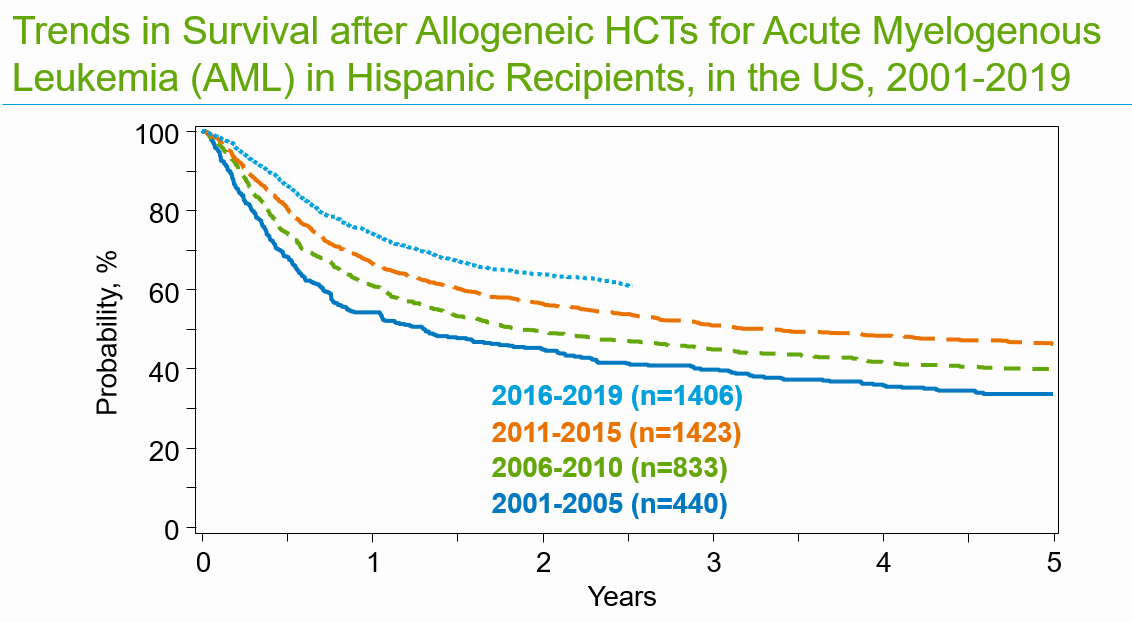 Trends in Survival after Allogeneic HCTs for Acute Myelogenous
Leukemia (AML) in Hispanic Recipients, in the US, 2001-2019
100
80
60
40
20
0
Probability, %
2016-2019 (n=1406)
2011-2015 (n=1423)
2006-2010 (n=833)
2001-2005 (n=440)
0 1 2 3 4 5
Years